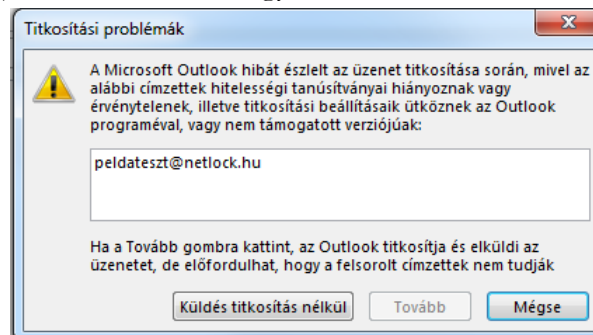 Titkosítási problémák
A Microsoft Outlook hibát észlelt az üzenet titkosítása során, mivel az
alábbi címzettek hitelességi tanúsítványai hiányoznak vagy
érvénytelenek, illetve titkosítási beállításaik ütköznek az Outlook
programéval, vagy nem támogatott verziójúak:
peldateszt@netlock.hu
Ha a Tovább gombra kattint, az Outlook titkosítja és elküldi az
üzenetet, de előfordulhat, hogy a felsorolt címzettek nem tudják
Küldés titkosítás nélkül Tovább Mégse